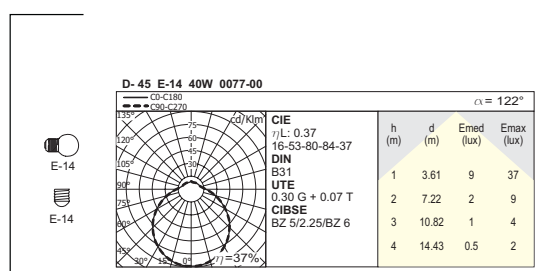 D- 45 E-14 40W 0077-00
C0-C180
C90-C270
α= 122°
135°
120°
105°
90°
75°
60°
45°
30°
15°
0°
75
60
45
30
cd/Klm
η=37%
CIE
ηL: 0.37
16-53-80-84-37
DIN
B31
UTE
0.30 G + 0.07 T
CIBSE
BZ 5/2.25/BZ 6
h d Emed Emax
(m) (m) (lux) (lux)
1 3.61 9 37
2 7.22 2 9
3 10.82 1 4
4 14.43 0.5 2
E-14
E-14